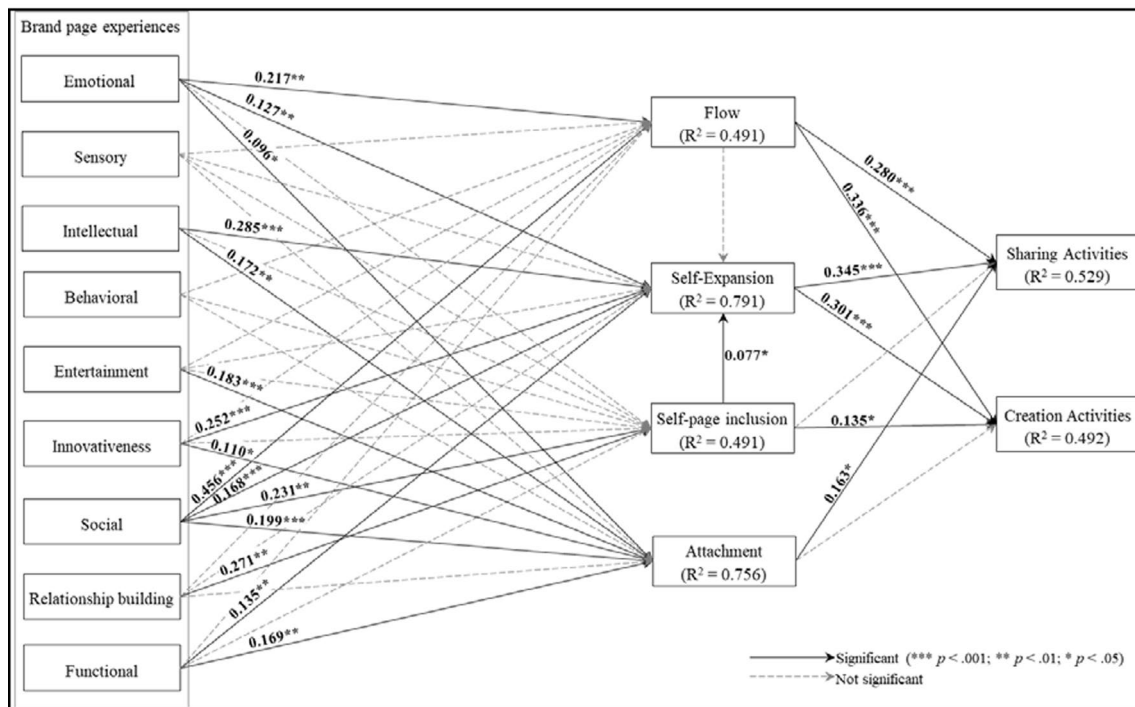 Brand page experiences
Emotional
Sensory
Intellectual
Behavioral
Entertainment
Innovativeness
Social
Relationship building
Functional
0.217**
0.127**
0.096*
0.285***
0.172**
0.183***
0.252***
0.110*
0.456***
0.168***
0.231**
0.199***
0.271**
0.135**
0.169**
Flow
(R² = 0.491)
Self-Expansion
(R² = 0.791)
0.077*
Self-page inclusion
(R² = 0.491)
Attachment
(R² = 0.756)
0.280***
0.336***
0.345***
0.301***
0.135*
0.163*
Sharing Activities
(R² = 0.529)
Creation Activities
(R² = 0.492)
Significant (*** p < .001; ** p < .01; * p < .05)
Not significant